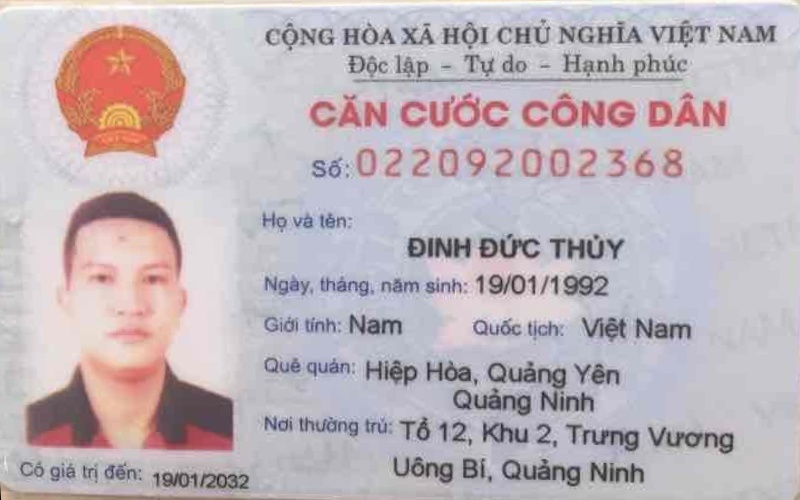 CỘNG HÒA XÃ HỘI CHỦ NGHĨA VIỆT NAM
Độc lập - Tự do - Hạnh phúc
CĂN CƯỚC CÔNG DÂN
Số: 022092002368
Họ và tên:
ĐINH ĐỨC THỦY
Ngày, tháng, năm sinh: 19/01/1992
Giới tính: Nam Quốc tịch: Việt Nam
Quê quán: Hiệp Hòa, Quảng Yên
Quảng Ninh
Nơi thường trú: Tổ 12, Khu 2, Trưng Vương
Uông Bí, Quảng Ninh
Có giá trị đến: 19/01/2032